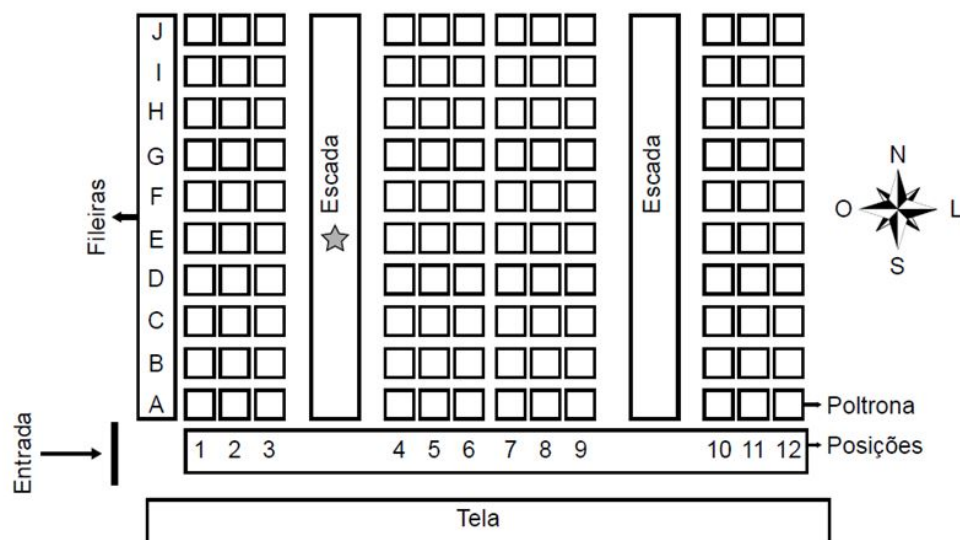 J
I
H
G
F
E
D
C
B
A
Fileiras
Escada
Escada
N
O
L
S
Poltrona
Entrada
1 2 3 4 5 6 7 8 9 10 11 12
Posições
Tela